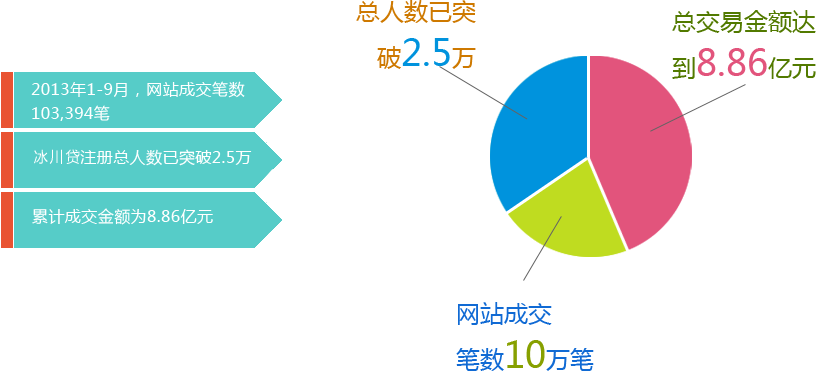 2013年1-9月，网站成交笔数
103,394笔
冰川贷注册总人数已突破2.5万
累计成交金额为8.86亿元
总人数已突
破2.5万
总交易金额达
到8.86亿元
网站成交
笔数10万笔